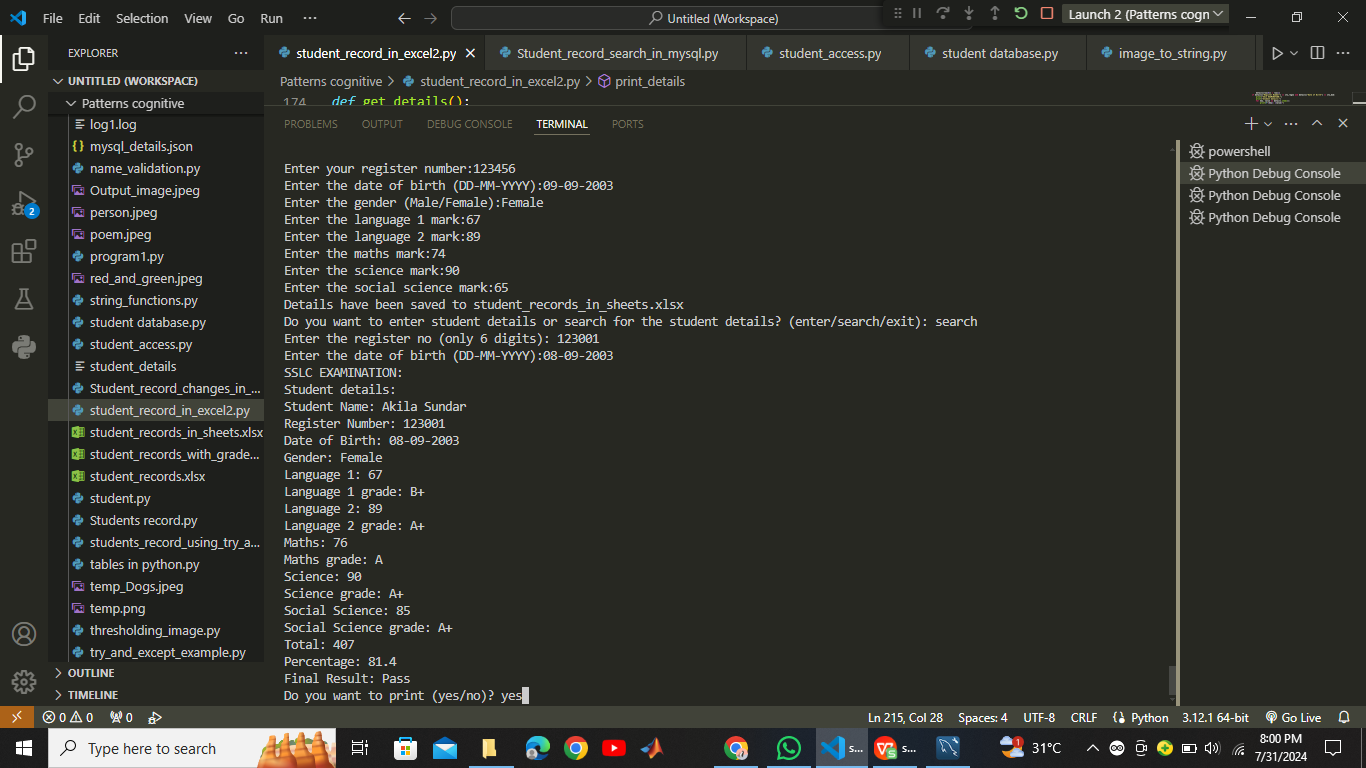 File Edit Selection View Go Run ··· Untitled (Workspace) Launch 2 (Patterns cogn
EXPLORER ···
UNTITLED (WORKSPACE)
Patterns cognitive
log1.log
mysql_details.json
name_validation.py
Output_image.jpeg
person.jpeg
poem.jpeg
program1.py
red_and_green.jpeg
string_functions.py
student database.py
student_access.py
student_details
Student_record_changes_in_...
student_record_in_excel2.py
student_records_in_sheets.xlsx
student_records_with_grade...
student_records.xlsx
student.py
Students record.py
students_record_using_try_a...
tables in python.py
temp_Dogs.jpeg
temp.png
thresholding_image.py
try_and_except_example.py
OUTLINE
TIMELINE
student_record_in_excel2.py Student_record_search_in_mysql.py student_access.py student database.py image_to_string.py
Patterns cognitive > student_record_in_excel2.py > print_details
174 def get_details():
PROBLEMS OUTPUT DEBUG CONSOLE TERMINAL PORTS
Enter your register number:123456
Enter the date of birth (DD-MM-YYYY):09-09-2003
Enter the gender (Male/Female):Female
Enter the language 1 mark:67
Enter the language 2 mark:89
Enter the maths mark:74
Enter the science mark:90
Enter the social science mark:65
Details have been saved to student_records_in_sheets.xlsx
Do you want to enter student details or search for the student details? (enter/search/exit): search
Enter the register no (only 6 digits): 123001
Enter the date of birth (DD-MM-YYYY):08-09-2003
SSLC EXAMINATION:
Student details:
Student Name: Akila Sundar
Register Number: 123001
Date of Birth: 08-09-2003
Gender: Female
Language 1: 67
Language 1 grade: B+
Language 2: 89
Language 2 grade: A+
Maths: 76
Maths grade: A
Science: 90
Science grade: A+
Social Science: 85
Social Science grade: A+
Total: 407
Percentage: 81.4
Final Result: Pass
Do you want to print (yes/no)? yes
powershell
Python Debug Console
Python Debug Console
Python Debug Console
2
0 0 0 Ln 215, Col 28 Spaces: 4 UTF-8 CRLF Python 3.12.1 64-bit Go Live
Type here to search s... s... 1 31°C 8:00 PM
7/31/2024